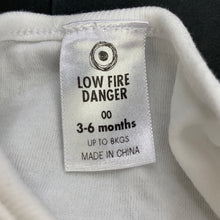 LOW FIRE
DANGER
00
3-6 months
UP TO 8KGS
MADE IN CHINA